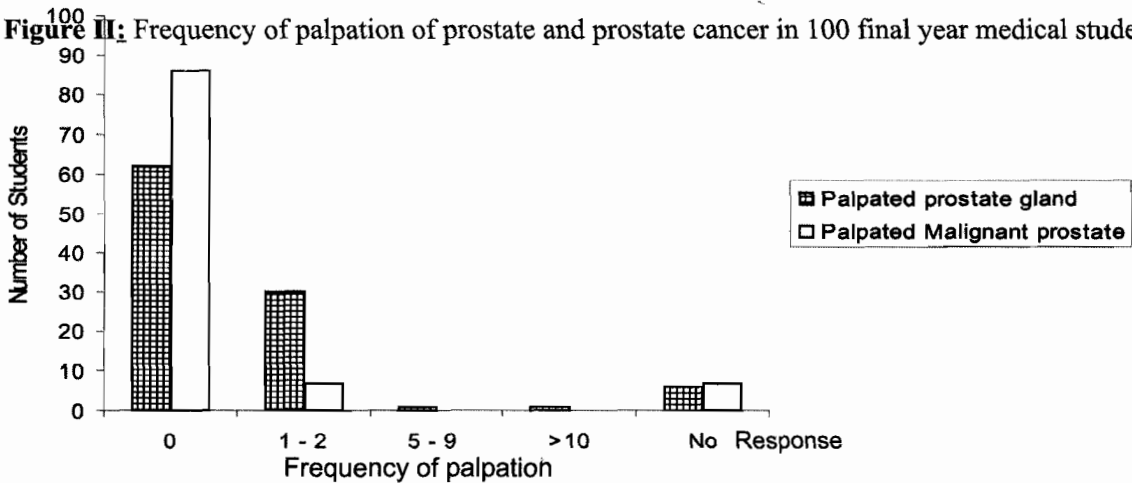 100
Figure II: Frequency of palpation of prostate and prostate cancer in 100 final year medical
90
80
70
60
50
40
30
20
10
0
Number of Students
0 1 - 2 5 - 9 >10 No Response
Frequency of palpation
Palpated prostate gland
Palpated Malignant prostate